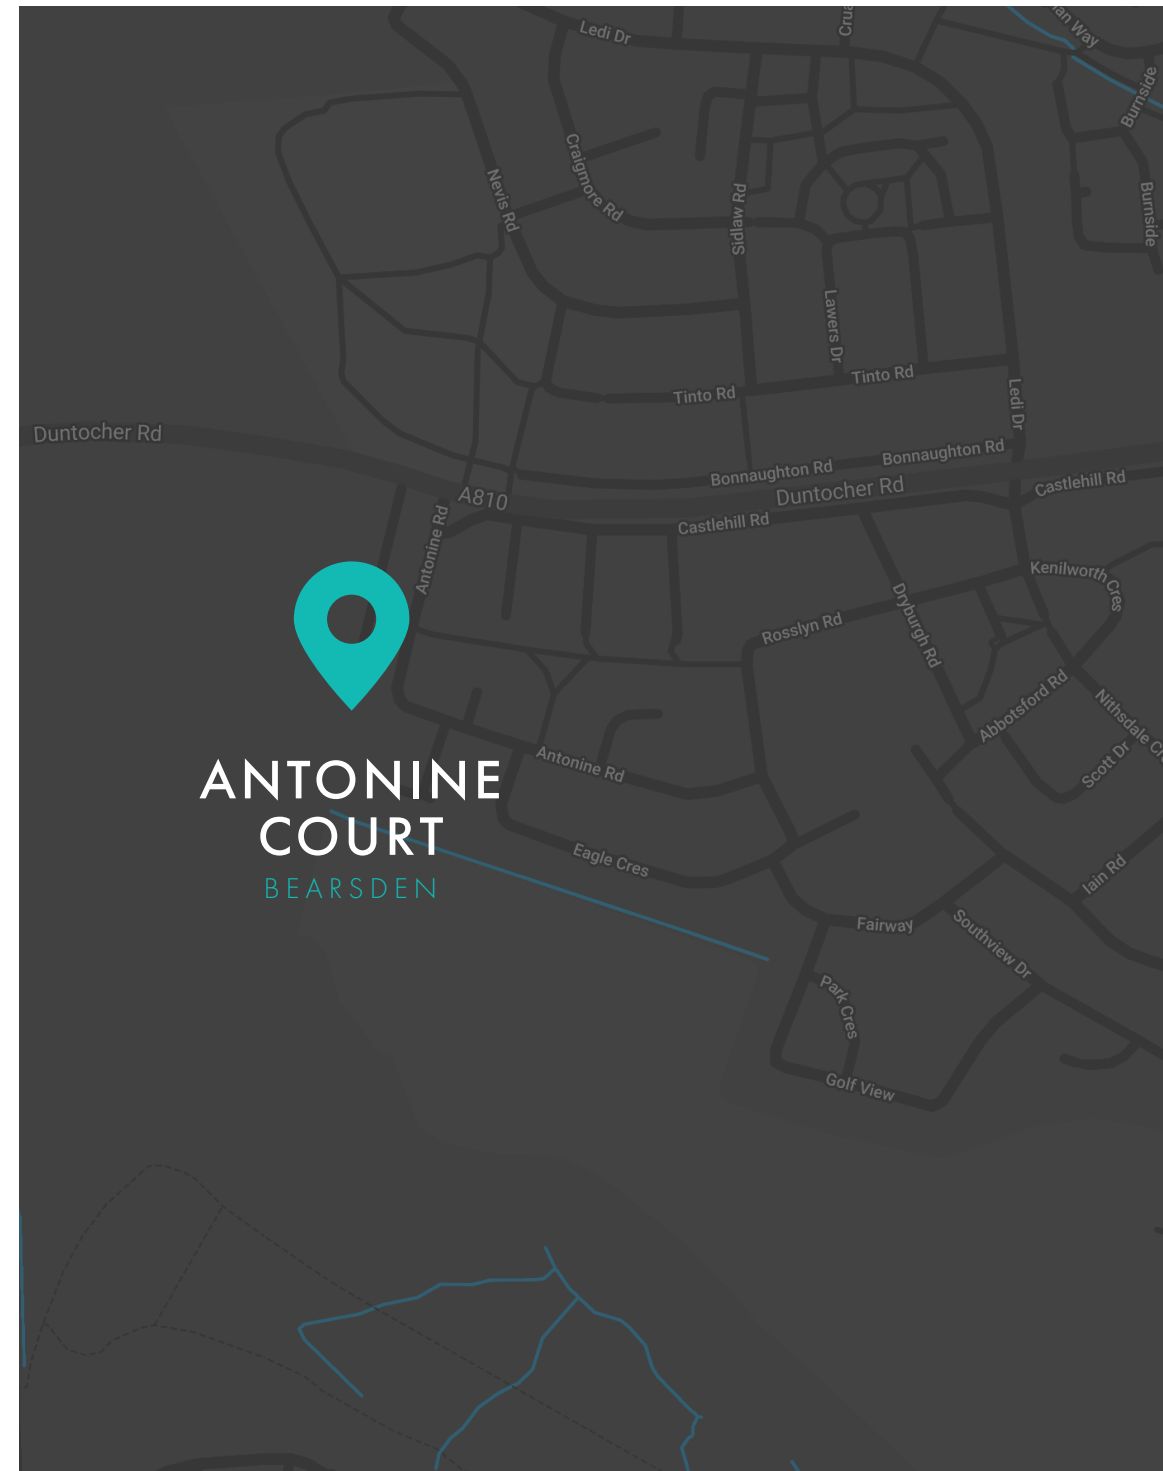 Ledi Dr
Burnside
Craigmore Rd
Nevis Rd
Sidlaw Rd
Burnside
Lawers Dr
Tinto Rd
Tinto Rd
Ledi Dr
Duntocher Rd
Bonnaughton Rd
Bonnaughton Rd
A810
Duntocher Rd
Castlehill Rd
Castlehill Rd
Antonine Rd
Kenilworth Cres
Dryburgh Rd
Rosslyn Rd
Abbotsford Rd
Nithsdale
Scott Dr
Antonine Rd
ANTONINE
COURT
BEARSDEN
Eagle Cres
Iain Rd
Fairway
Southview Dr
Park Cres
Golf View